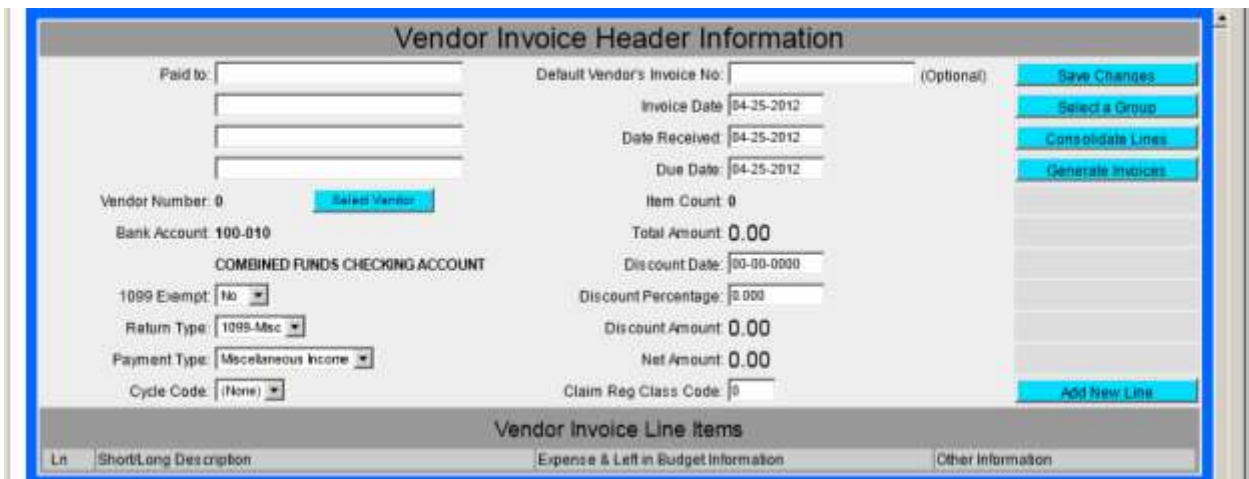 Vendor Invoice Header Information
Paid to: Default Vendor's Invoice No: (Optional) Save Changes
Invoice Date 04-25-2012 Select a Group
Date Received: 04-25-2012 Consolidate Lines
Due Date: 04-25-2012 Generate Invoices
Vendor Number: 0 Select Vendor Item Count: 0
Bank Account: 100-010 Total Amount: 0.00
COMBINED FUNDS CHECKING ACCOUNT Discount Date: 00-00-0000
1099 Exempt: No Discount Percentage: 0.000
Return Type: 1099-Misc Discount Amount: 0.00
Payment Type: Miscellaneous Income Net Amount: 0.00
Cycle Code: (None) Claim Reg Class Code: 0 Add New Line
Vendor Invoice Line Items
Ln Short/Long Description Expense & Left in Budget Information Other Information